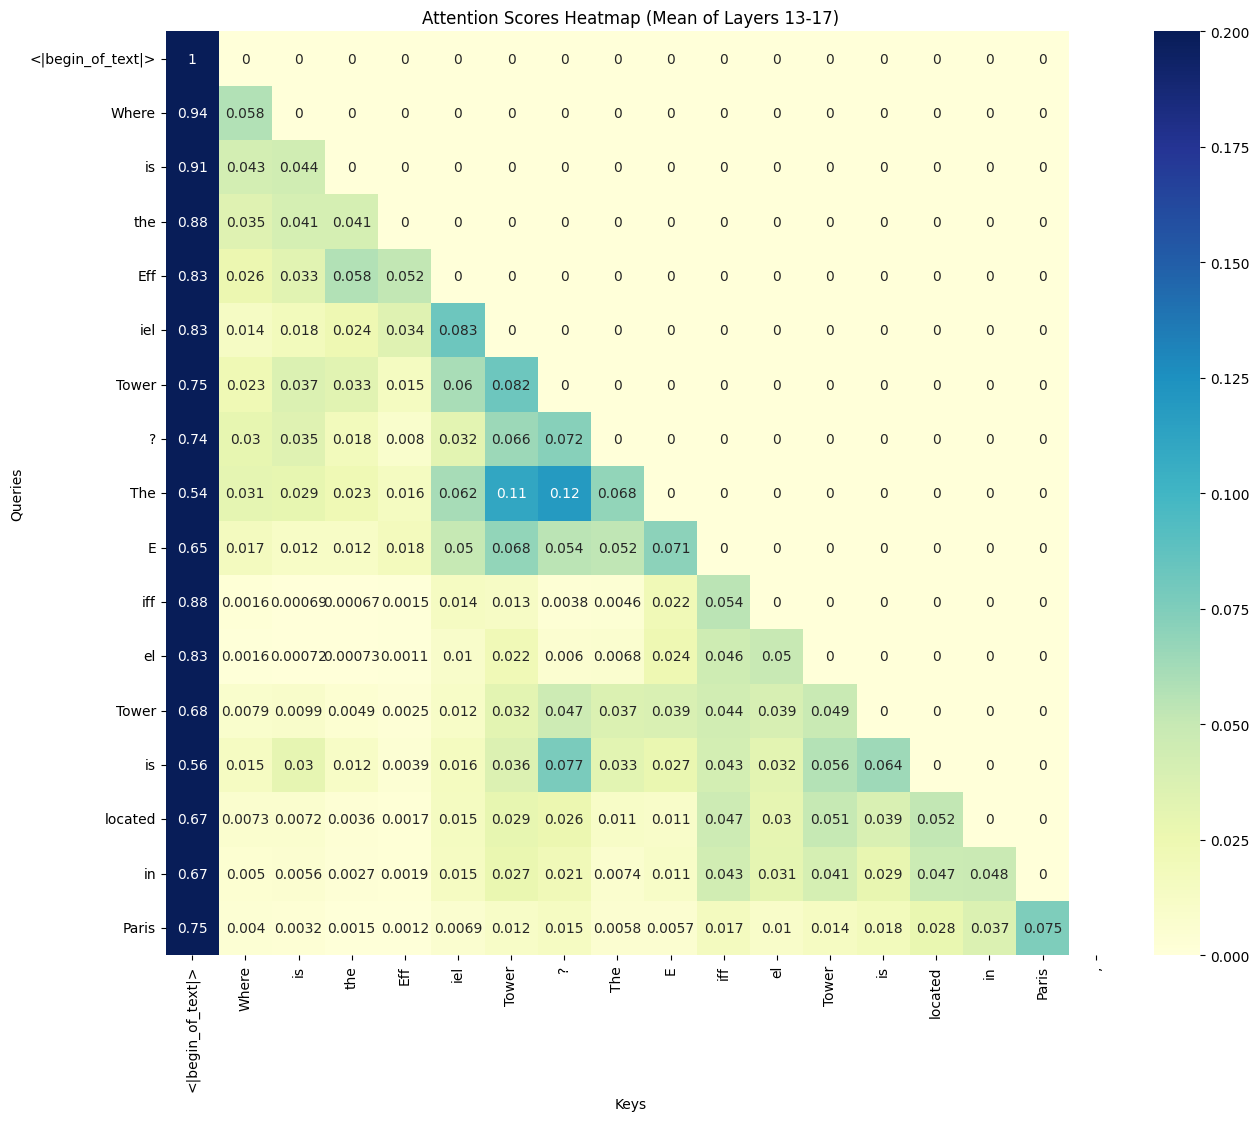 Attention Scores Heatmap (Mean of Layers 13-17)
<|begin_of_text|> 1 0 0 0 0 0 0 0 0 0 0 0 0 0 0 0 0
Where 0.94 0.058 0 0 0 0 0 0 0 0 0 0 0 0 0 0 0
is 0.91 0.043 0.044 0 0 0 0 0 0 0 0 0 0 0 0 0 0
the 0.88 0.035 0.041 0.041 0 0 0 0 0 0 0 0 0 0 0 0 0
Eff 0.83 0.026 0.033 0.058 0.052 0 0 0 0 0 0 0 0 0 0 0 0
iel 0.83 0.014 0.018 0.024 0.034 0.083 0 0 0 0 0 0 0 0 0 0 0
Tower 0.75 0.023 0.037 0.033 0.015 0.06 0.082 0 0 0 0 0 0 0 0 0 0
? 0.74 0.03 0.035 0.018 0.008 0.032 0.066 0.072 0 0 0 0 0 0 0 0 0
The 0.54 0.031 0.029 0.023 0.016 0.062 0.11 0.12 0.068 0 0 0 0 0 0 0 0
E 0.65 0.017 0.012 0.012 0.018 0.05 0.068 0.054 0.052 0.071 0 0 0 0 0 0 0
iff 0.88 0.0016 0.00069 0.00067 0.0015 0.014 0.013 0.0038 0.0046 0.022 0.054 0 0 0 0 0 0
el 0.83 0.0016 0.00072 0.00073 0.0011 0.01 0.022 0.006 0.0068 0.024 0.046 0.05 0 0 0 0 0
Tower 0.68 0.0079 0.0099 0.0049 0.0025 0.012 0.032 0.047 0.037 0.039 0.044 0.039 0.049 0 0 0 0
is 0.56 0.015 0.03 0.012 0.0039 0.016 0.036 0.077 0.033 0.027 0.043 0.032 0.056 0.064 0 0 0
located 0.67 0.0073 0.0072 0.0036 0.0017 0.015 0.029 0.026 0.011 0.011 0.047 0.03 0.051 0.039 0.052 0 0
in 0.67 0.005 0.0056 0.0027 0.0019 0.015 0.027 0.021 0.0074 0.011 0.043 0.031 0.041 0.029 0.047 0.048 0
Paris 0.75 0.004 0.0032 0.0015 0.0012 0.0069 0.012 0.015 0.0058 0.0057 0.017 0.01 0.014 0.018 0.028 0.037 0.075
<|begin_of_text|> Where is the Eff iel Tower ? The E iff el Tower is located in Paris ,
Keys
Queries
0.200
0.175
0.150
0.125
0.100
0.075
0.050
0.025
0.000